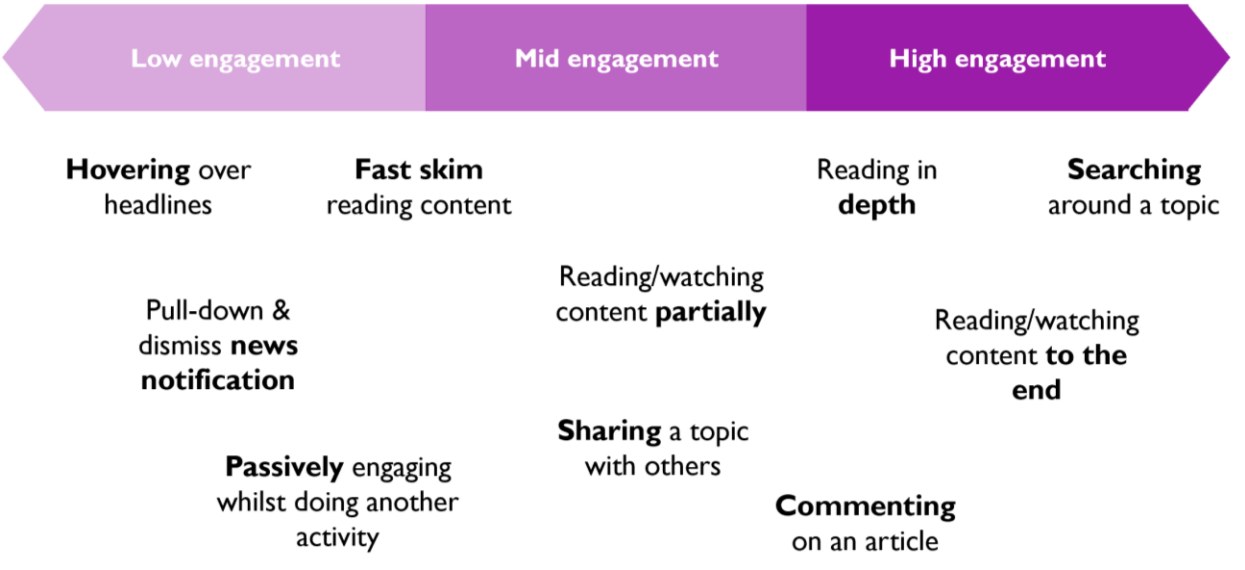 Low engagement
Mid engagement
High engagement
Hovering over
headlines
Fast skim
reading content
Reading in
depth
Searching
around a topic
Reading/watching
content partially
Pull-down &
dismiss news
notification
Reading/watching
content to the
end
Sharing a topic
with others
Passively engaging
whilst doing another
activity
Commenting
on an article